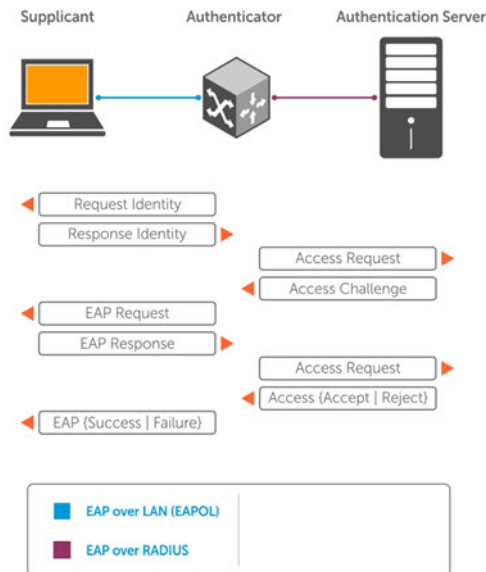 Supplicant
Authenticator
Authentication Server
Request Identity
Response Identity
Access Request
Access Challenge
EAP Request
EAP Response
Access Request
Access {Accept | Reject}
EAP {Success | Failure}
EAP over LAN (EAPOL)
EAP over RADIUS